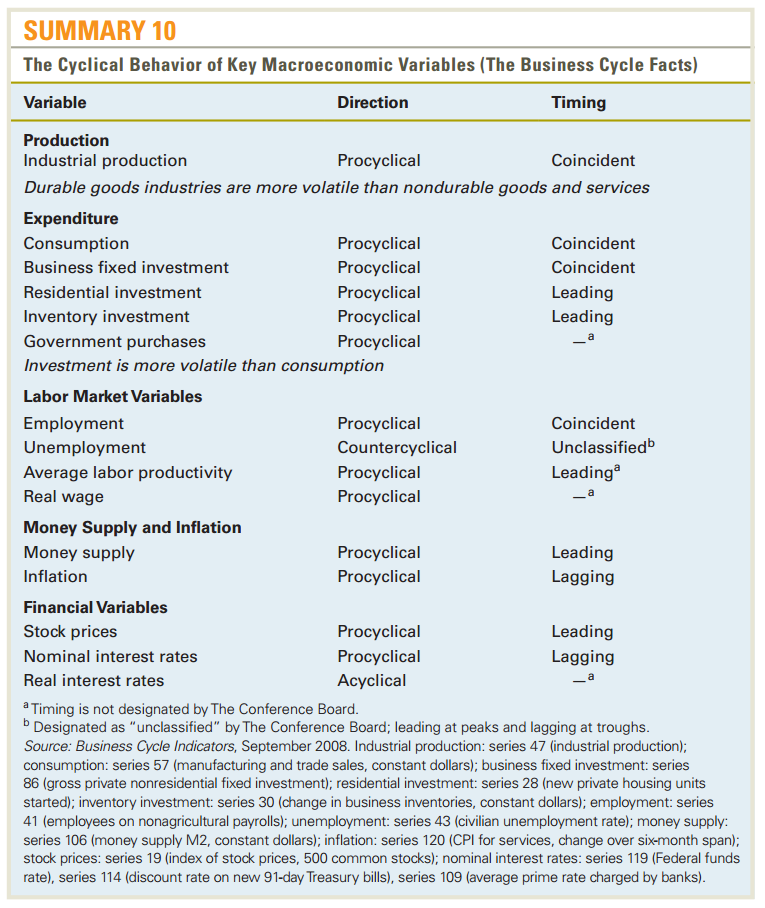 SUMMARY 10
The Cyclical Behavior of Key Macroeconomic Variables (The Business Cycle Facts)
Variable Direction Timing
Production
Industrial production Procyclical Coincident
Durable goods industries are more volatile than nondurable goods and services
Expenditure
Consumption Procyclical Coincident
Business fixed investment Procyclical Coincident
Residential investment Procyclical Leading
Inventory investment Procyclical Leading
Government purchases Procyclical —a
Investment is more volatile than consumption
Labor Market Variables
Employment Procyclical Coincident
Unemployment Countercyclical Unclassifiedb
Average labor productivity Procyclical Leadinga
Real wage Procyclical —a
Money Supply and Inflation
Money supply Procyclical Leading
Inflation Procyclical Lagging
Financial Variables
Stock prices Procyclical Leading
Nominal interest rates Procyclical Lagging
Real interest rates Acyclical —a
a Timing is not designated by The Conference Board.
b Designated as “unclassified” by The Conference Board; leading at peaks and lagging at troughs.
Source: Business Cycle Indicators, September 2008. Industrial production: series 47 (industrial production);
consumption: series 57 (manufacturing and trade sales, constant dollars); business fixed investment: series
86 (gross private nonresidential fixed investment); residential investment: series 28 (new private housing units
started); inventory investment: series 30 (change in business inventories, constant dollars); employment: series
41 (employees on nonagricultural payrolls); unemployment: series 43 (civilian unemployment rate); money supply:
series 106 (money supply M2, constant dollars); inflation: series 120 (CPI for services, change over six-month span);
stock prices: series 19 (index of stock prices, 500 common stocks); nominal interest rates: series 119 (Federal funds
rate), series 114 (discount rate on new 91-day Treasury bills), series 109 (average prime rate charged by banks).